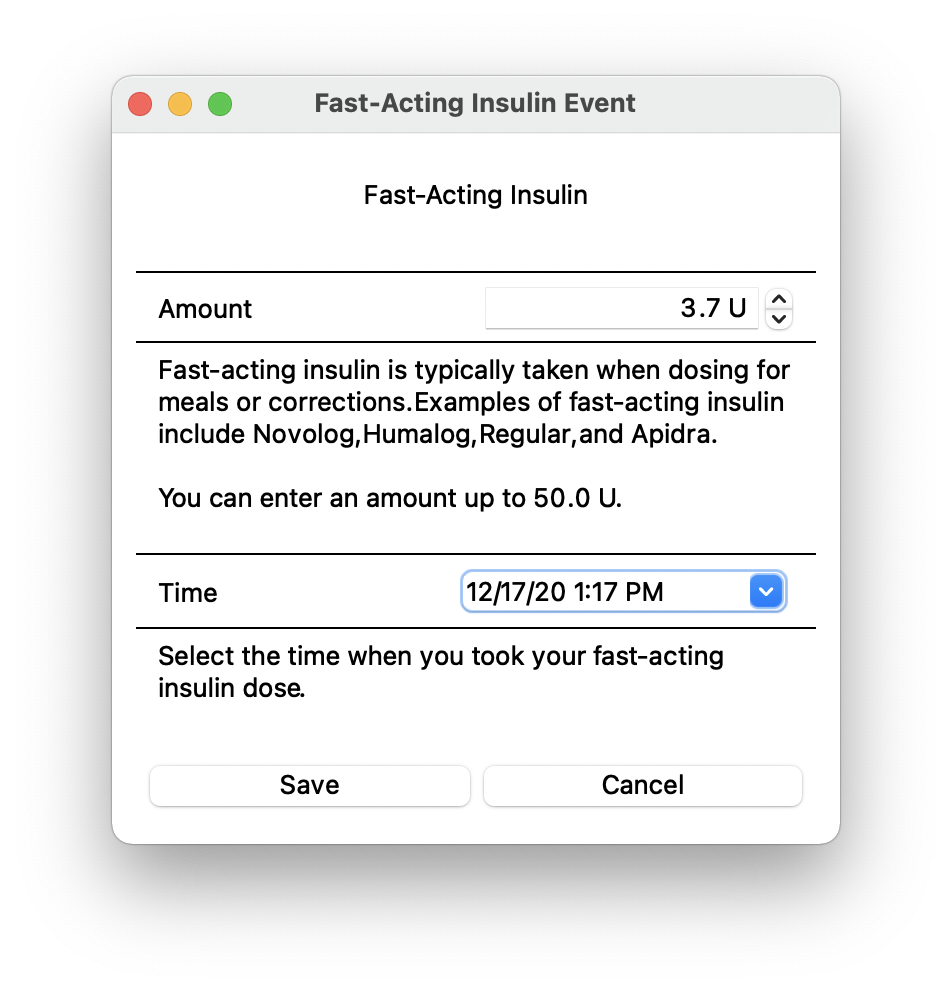 Fast-Acting Insulin Event
Fast-Acting Insulin
Amount 3.7 U
Fast-acting insulin is typically taken when dosing for
meals or corrections.Examples of fast-acting insulin
include Novolog,Humalog,Regular,and Apidra.
You can enter an amount up to 50.0 U.
Time 12/17/20 1:17 PM
Select the time when you took your fast-acting
insulin dose.
Save Cancel